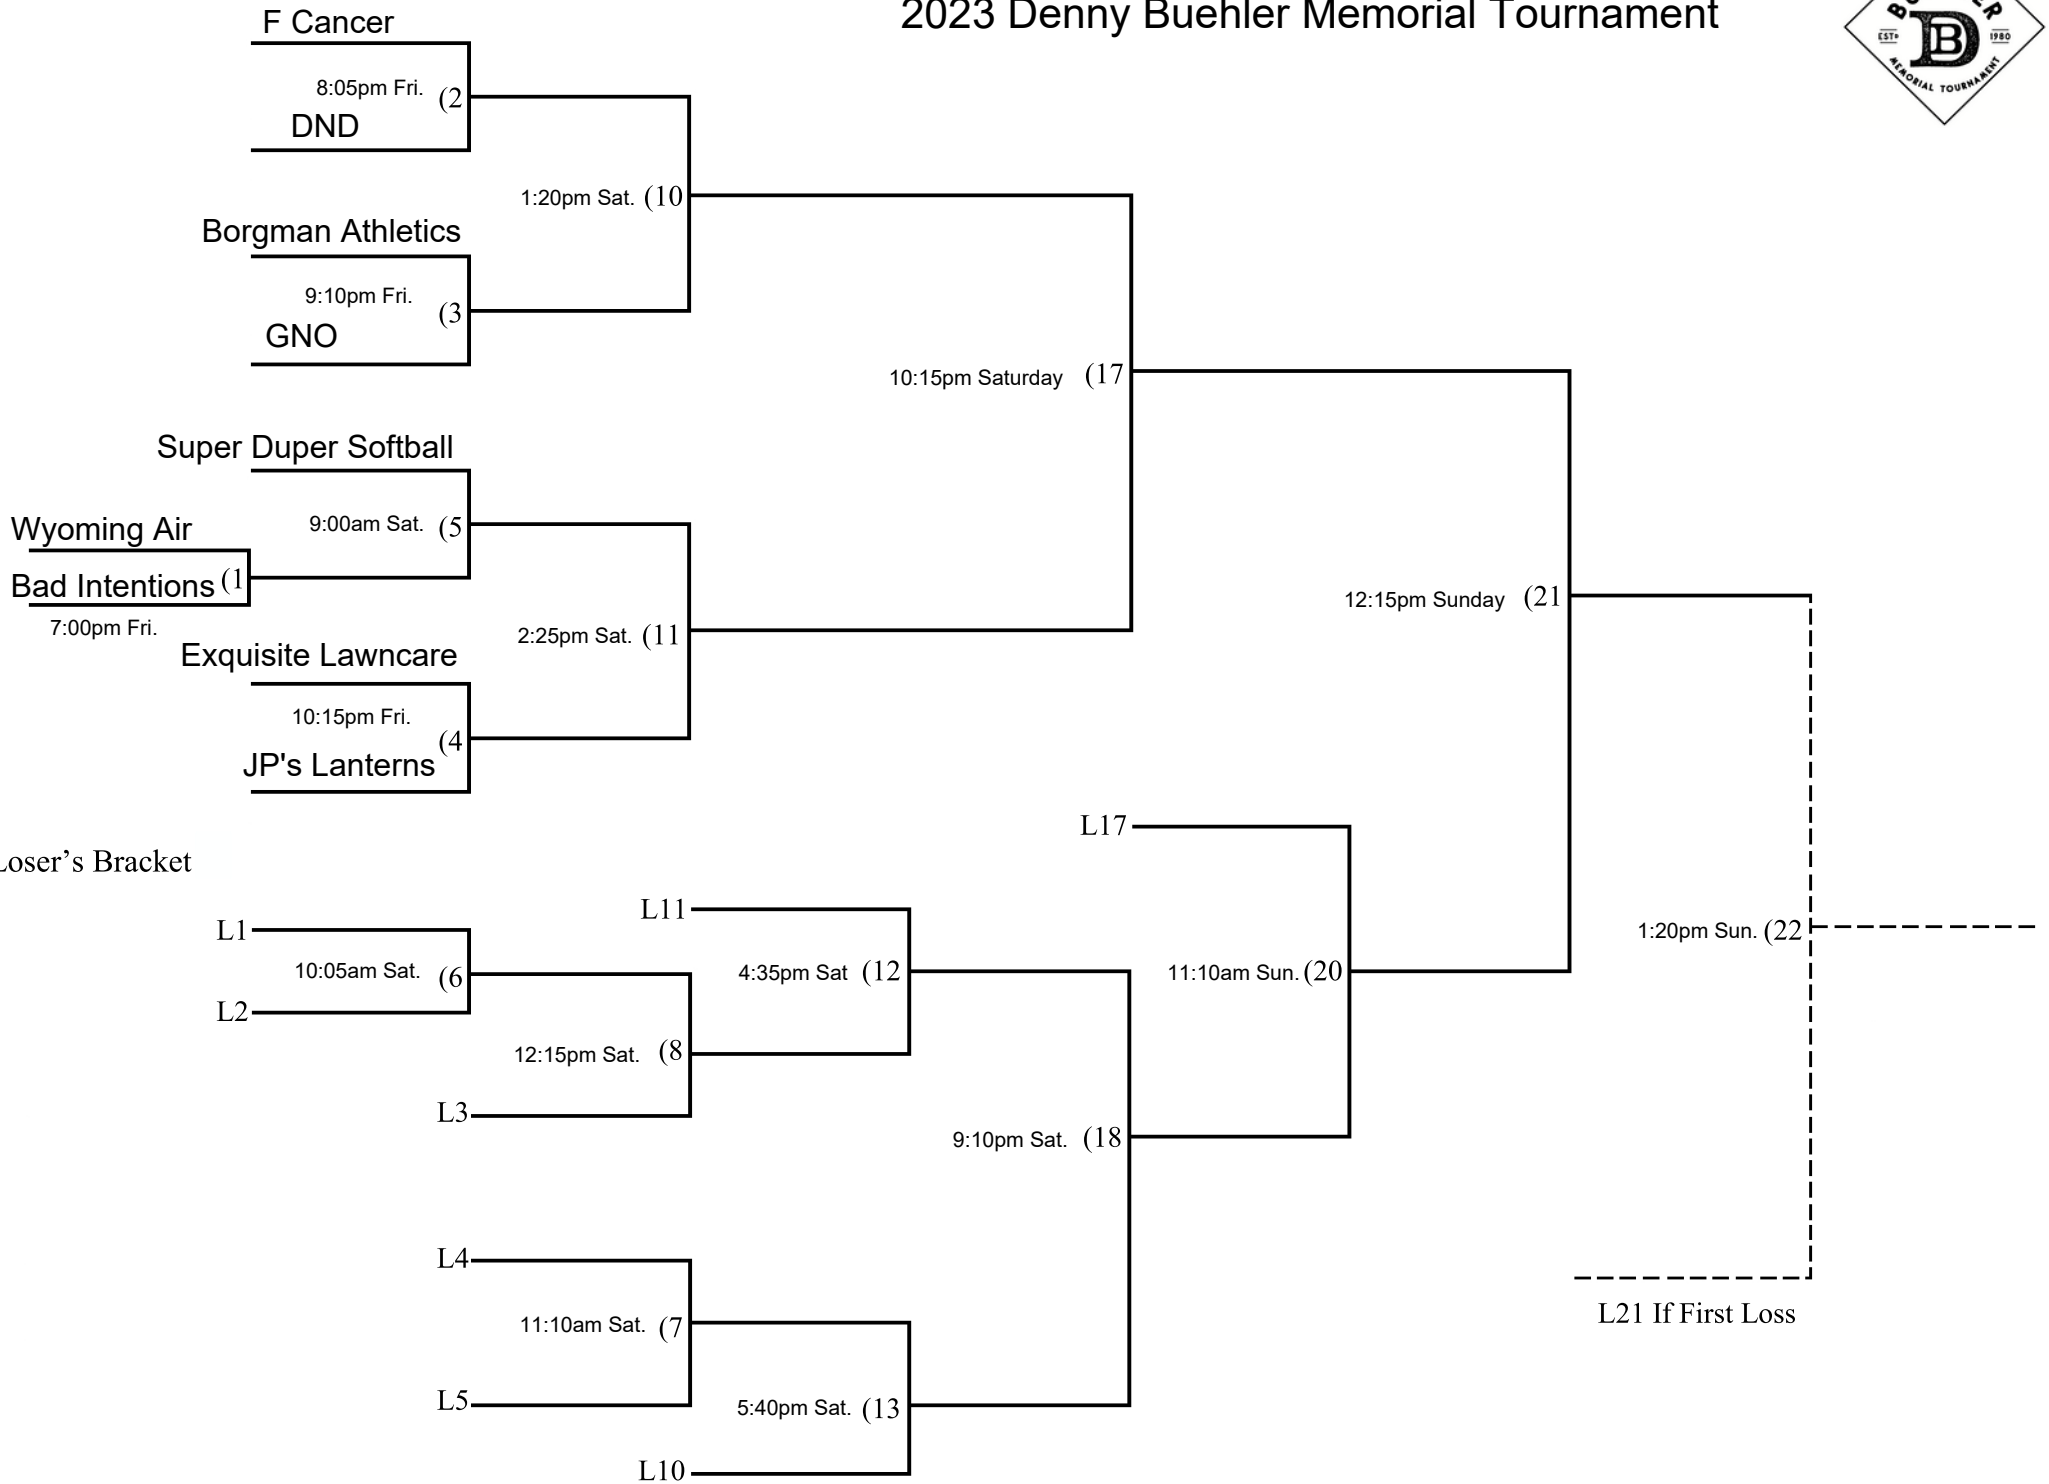 2023 Denny Buehler Memorial Tournament
ESTD 1980
MEMORIAL TOURNAMENT
F Cancer
8:05pm Fri. (2
DND
1:20pm Sat. (10
Borgman Athletics
9:10pm Fri. (3
GNO
10:15pm Saturday (17
Super Duper Softball
9:00am Sat. (5
Wyoming Air
Bad Intentions (1
7:00pm Fri.
12:15pm Sunday (21
2:25pm Sat. (11
Exquisite Lawncare
10:15pm Fri. (4
JP's Lanterns
L17
Loser’s Bracket
L11
L1
10:05am Sat. (6
L2
4:35pm Sat (12
11:10am Sun. (20
1:20pm Sun. (22
12:15pm Sat. (8
L3
9:10pm Sat. (18
L4
11:10am Sat. (7
L5
L21 If First Loss
5:40pm Sat. (13
L10